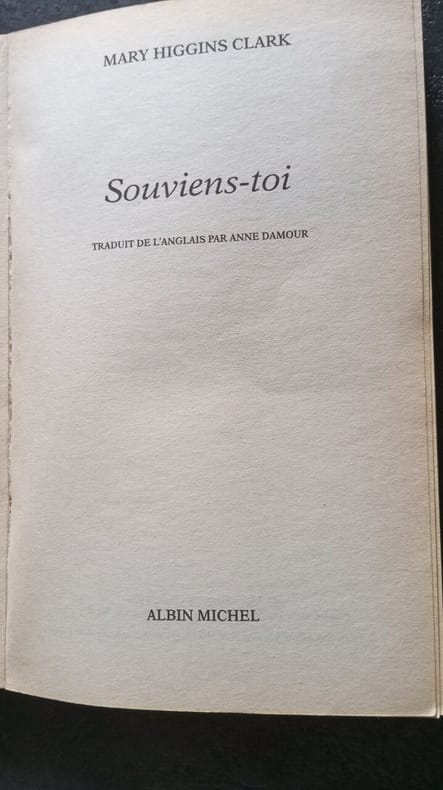 MARY HIGGINS CLARK
Souviens-toi
TRADUIT DE L'ANGLAIS PAR ANNE DAMOUR
ALBIN MICHEL